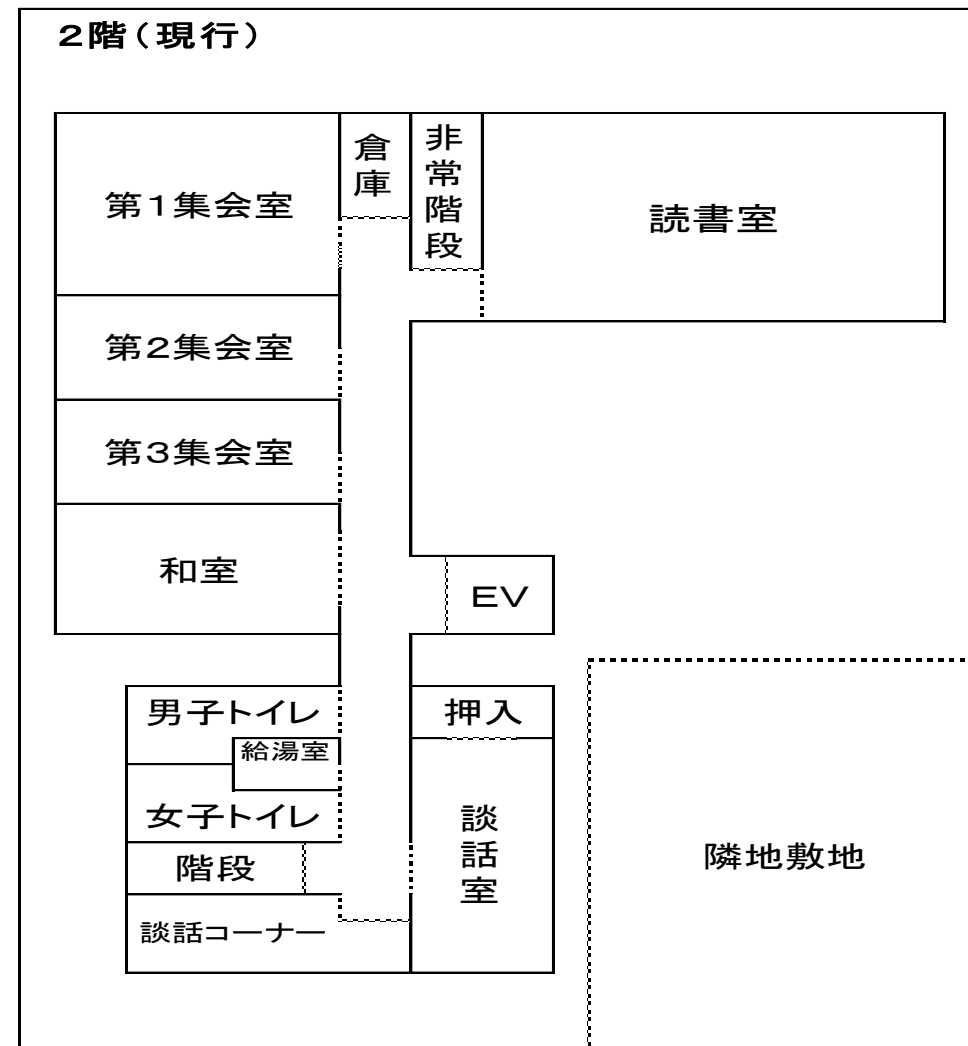 2階（現行）
第1集会室
倉庫
非常階段
読書室
第2集会室
第3集会室
和室
EV
男子トイレ
押入
給湯室
女子トイレ
談話室
階段
隣地敷地
談話コーナー